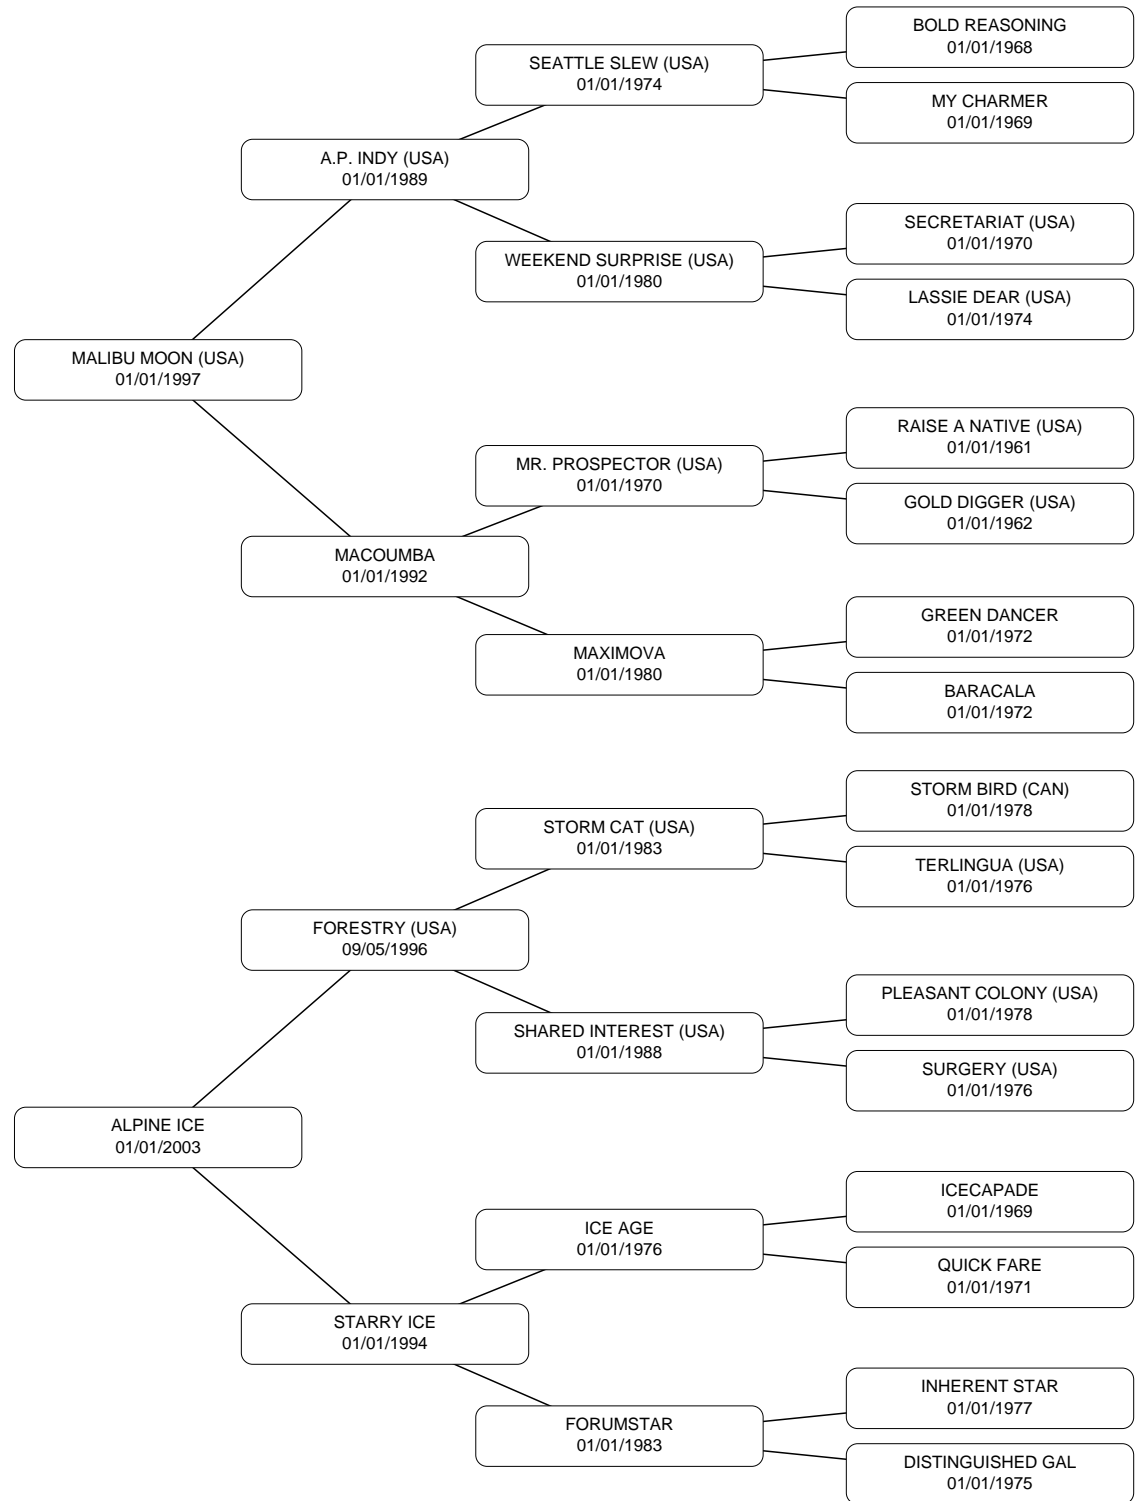 BOLD REASONING
01/01/1968
SEATTLE SLEW (USA)
01/01/1974
MY CHARMER
01/01/1969
A.P. INDY (USA)
01/01/1989
SECRETARIAT (USA)
01/01/1970
WEEKEND SURPRISE (USA)
01/01/1980
LASSIE DEAR (USA)
01/01/1974
MALIBU MOON (USA)
01/01/1997
RAISE A NATIVE (USA)
01/01/1961
MR. PROSPECTOR (USA)
01/01/1970
GOLD DIGGER (USA)
01/01/1962
MACOUMBA
01/01/1992
GREEN DANCER
01/01/1972
MAXIMOVA
01/01/1980
BARACALA
01/01/1972
STORM BIRD (CAN)
01/01/1978
STORM CAT (USA)
01/01/1983
TERLINGUA (USA)
01/01/1976
FORESTRY (USA)
09/05/1996
PLEASANT COLONY (USA)
01/01/1978
SHARED INTEREST (USA)
01/01/1988
SURGERY (USA)
01/01/1976
ALPINE ICE
01/01/2003
ICECAPADE
01/01/1969
ICE AGE
01/01/1976
QUICK FARE
01/01/1971
STARRY ICE
01/01/1994
INHERENT STAR
01/01/1977
FORUMSTAR
01/01/1983
DISTINGUISHED GAL
01/01/1975